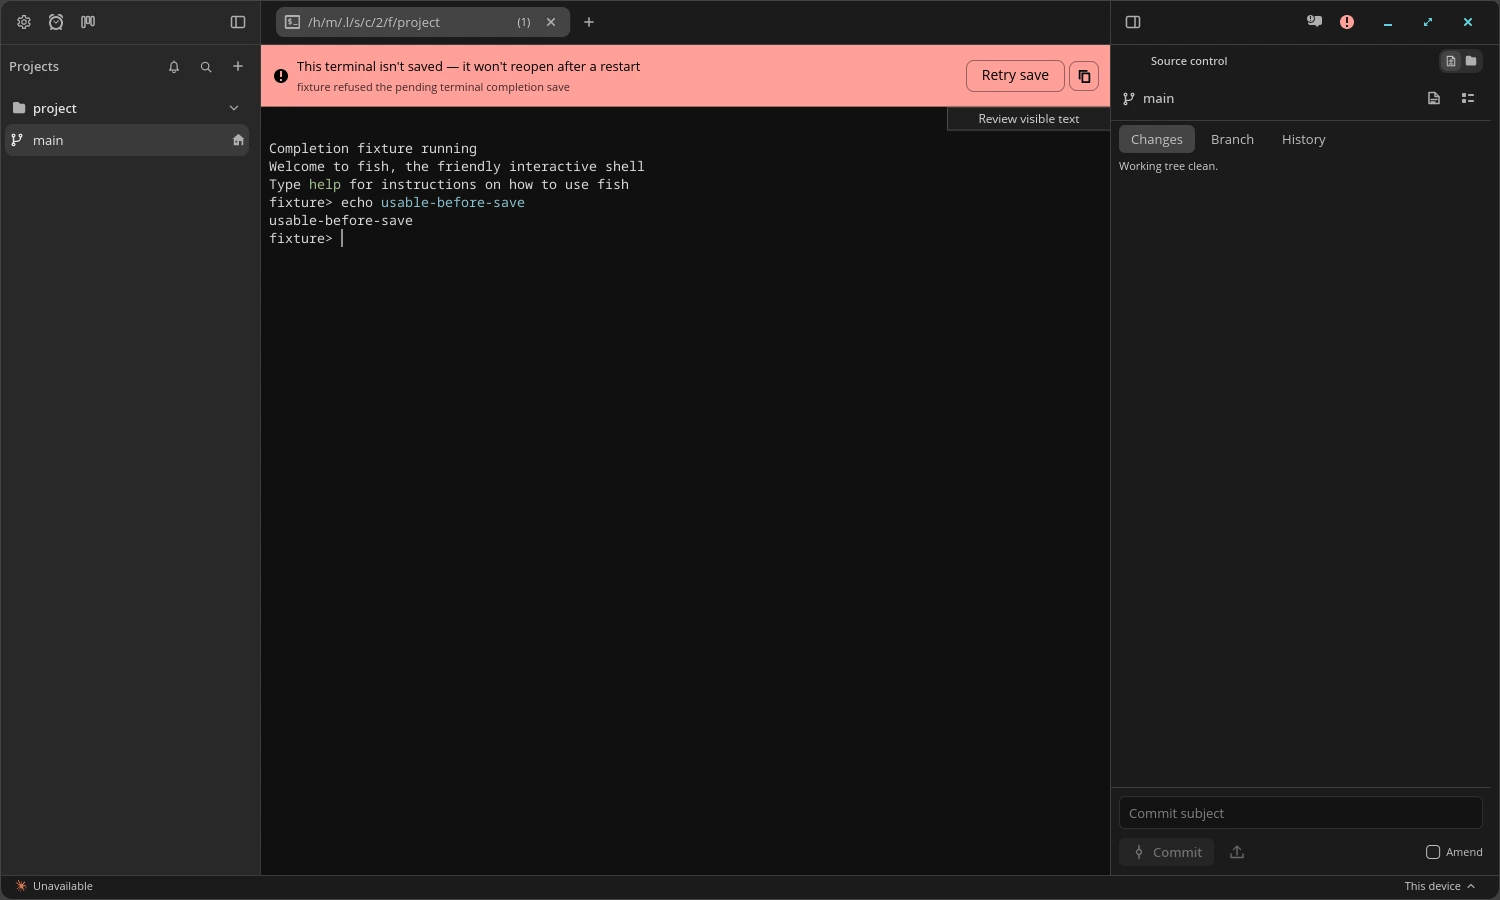 /h/m/.l/s/c/2/f/project (1)
Projects
project
main
This terminal isn't saved — it won't reopen after a restart
fixture refused the pending terminal completion save
Retry save
Review visible text
Completion fixture running
Welcome to fish, the friendly interactive shell
Type help for instructions on how to use fish
fixture> echo usable-before-save
usable-before-save
fixture>
Source control
main
Changes Branch History
Working tree clean.
Commit subject
Commit
Amend
Unavailable
This device